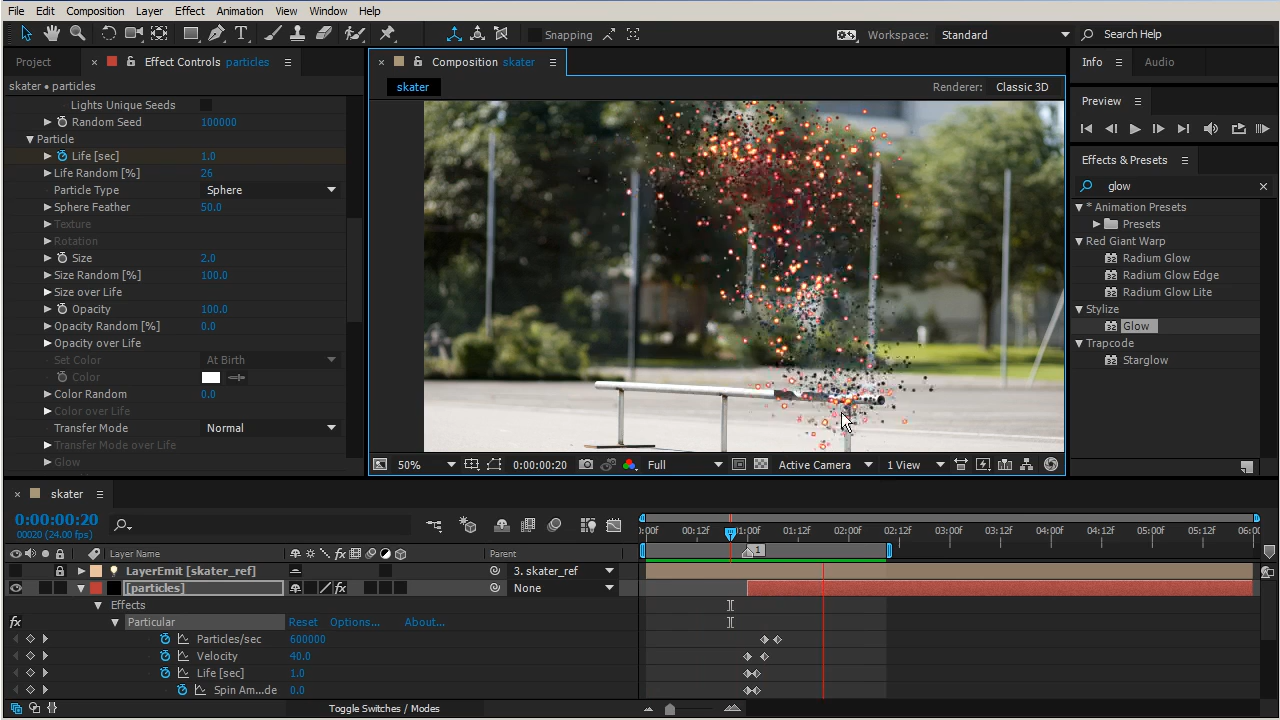 File Edit Composition Layer Effect Animation View Window Help
Snapping Workspace: Standard Search Help
Project × Effect Controls particles
Composition skater
Info Audio
skater • particles
skater Renderer: Classic 3D
Preview
Lights Unique Seeds
Random Seed 100000
Particle
Life [sec] 1.0
Life Random [%] 26
Particle Type Sphere
Sphere Feather 50.0
Texture
Rotation
Size 2.0
Size Random [%] 100.0
Size over Life
Opacity 100.0
Opacity Random [%] 0.0
Opacity over Life
Set Color At Birth
Color
Color Random 0.0
Color over Life
Transfer Mode Normal
Transfer Mode over Life
Glow
Effects & Presets
glow
* Animation Presets
Presets
Red Giant Warp
Radium Glow
Radium Glow Edge
Radium Glow Lite
Stylize
Glow
Trapcode
Starglow
50% 0:00:00:20 Full Active Camera 1 View
× skater
0:00:00:20
00020 (24.00 fps)
:00f 00:12f 01:00f 01:12f 02:00f 02:12f 03:00f 03:12f 04:00f 04:12f 05:00f 05:12f 06:00
1
Layer Name Parent
LayerEmit [skater_ref] 3. skater_ref
[particles] None
Effects
fx Particular Reset Options... About...
Particles/sec 600000
Velocity 40.0
Life [sec] 1.0
Spin Am...de 0.0
Toggle Switches / Modes